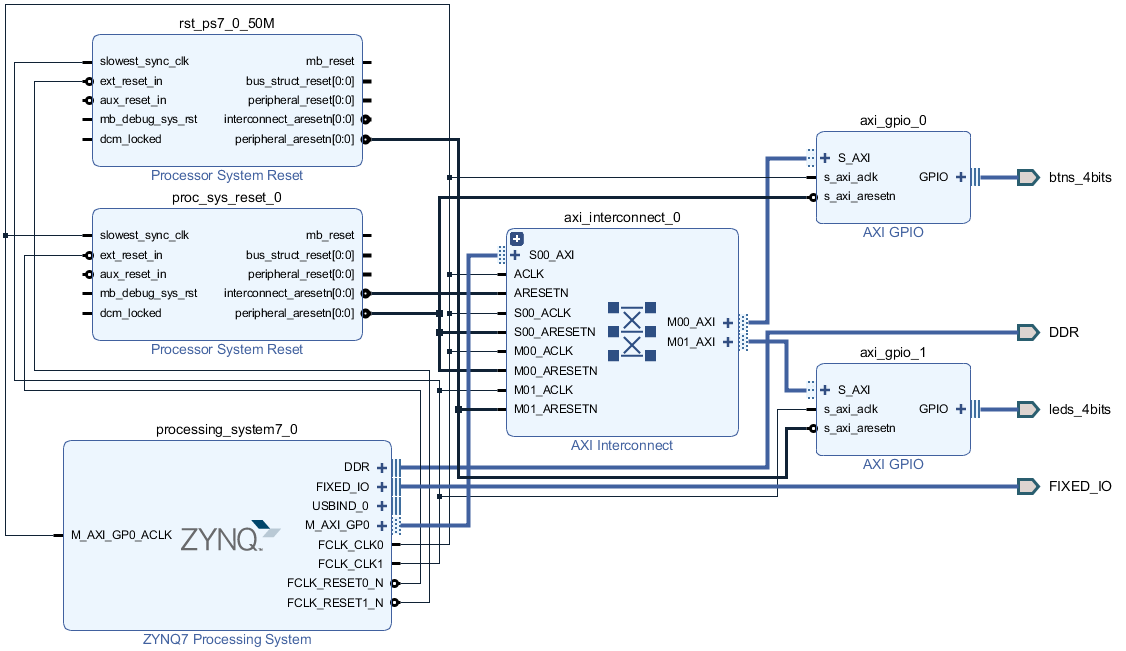 rst_ps7_0_50M
slowest_sync_clk
ext_reset_in
aux_reset_in
mb_debug_sys_rst
dcm_locked
mb_reset
bus_struct_reset[0:0]
peripheral_reset[0:0]
interconnect_aresetn[0:0]
peripheral_aresetn[0:0]
Processor System Reset
proc_sys_reset_0
slowest_sync_clk
ext_reset_in
aux_reset_in
mb_debug_sys_rst
dcm_locked
mb_reset
bus_struct_reset[0:0]
peripheral_reset[0:0]
interconnect_aresetn[0:0]
peripheral_aresetn[0:0]
Processor System Reset
processing_system7_0
M_AXI_GP0_ACLK
ZYNQ
DDR
FIXED_IO
USBIND_0
M_AXI_GP0
FCLK_CLK0
FCLK_CLK1
FCLK_RESET0_N
FCLK_RESET1_N
ZYNQ7 Processing System
axi_interconnect_0
S00_AXI
ACLK
ARESETN
S00_ACLK
S00_ARESETN
M00_ACLK
M00_ARESETN
M01_ACLK
M01_ARESETN
M00_AXI
M01_AXI
AXI Interconnect
axi_gpio_0
S_AXI
s_axi_aclk
s_axi_aresetn
GPIO
AXI GPIO
axi_gpio_1
S_AXI
s_axi_aclk
s_axi_aresetn
GPIO
AXI GPIO
btns_4bits
DDR
leds_4bits
FIXED_IO